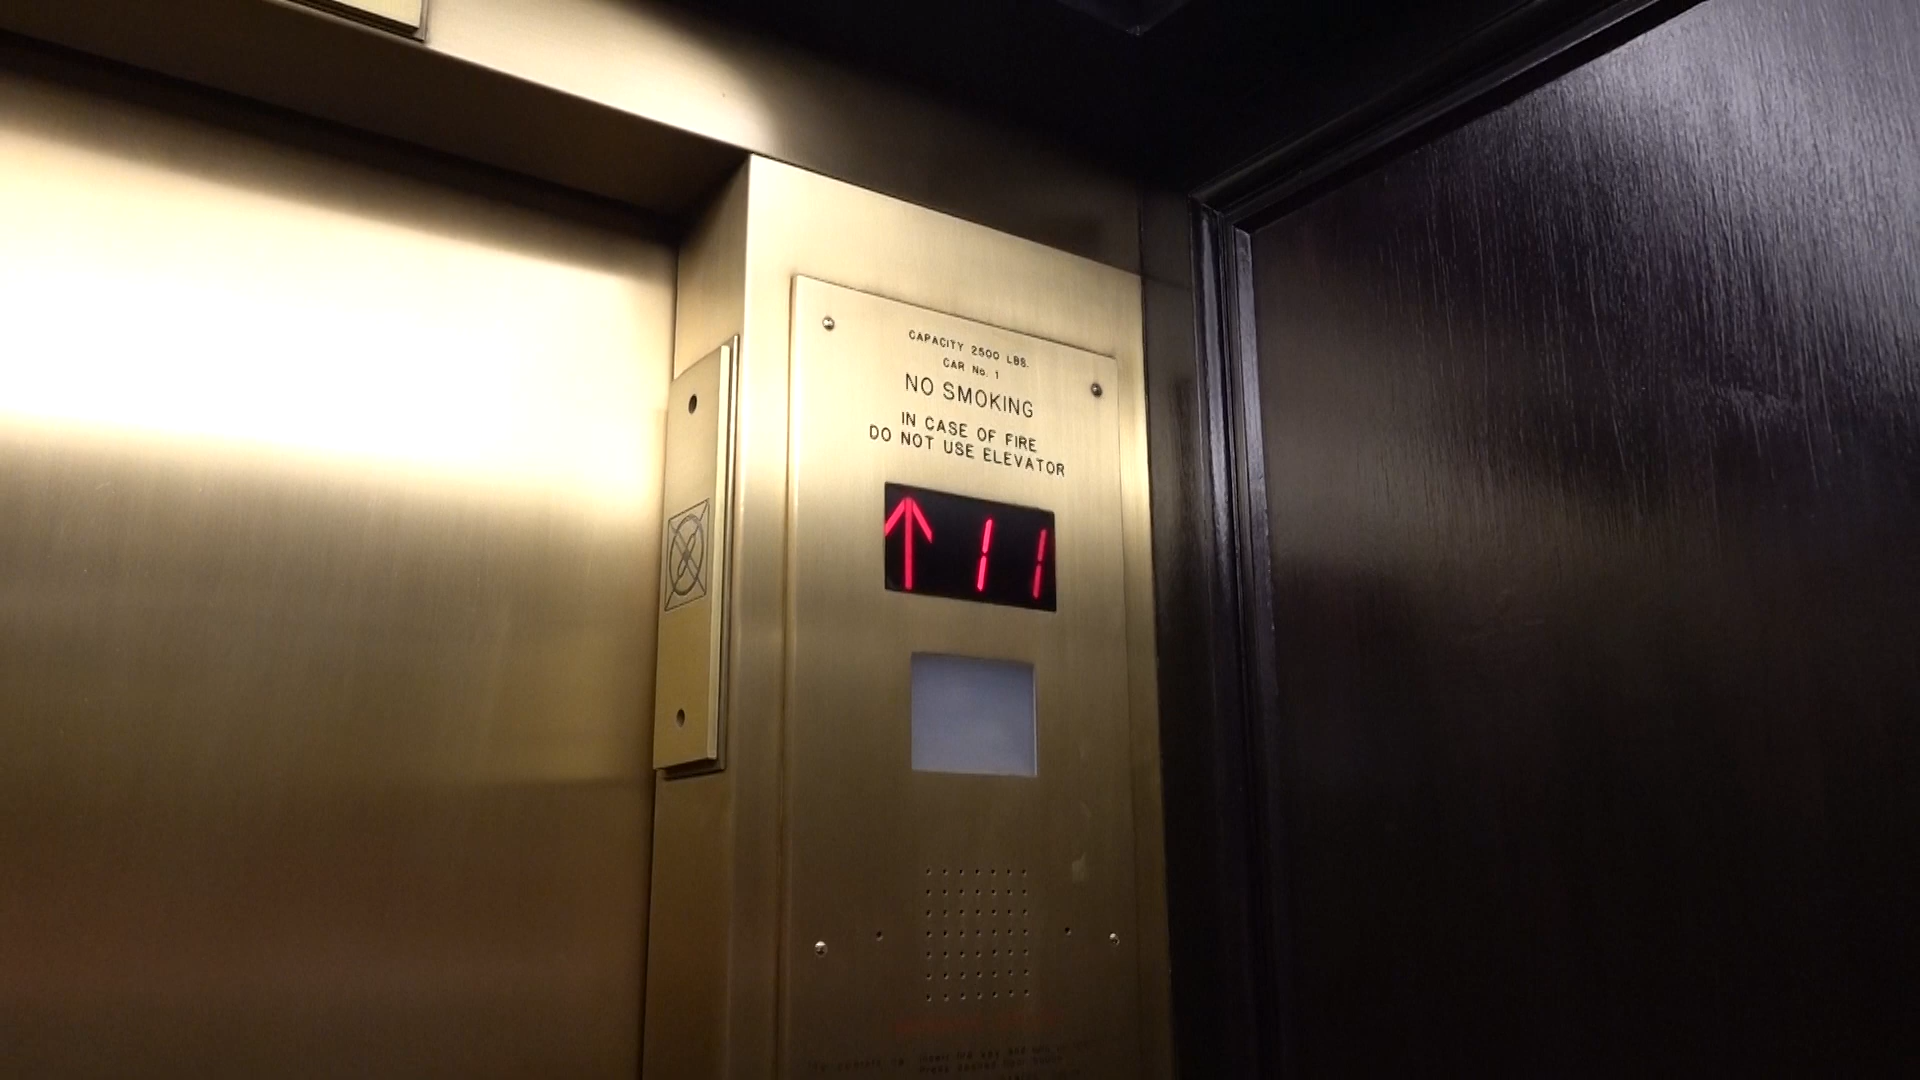 CAPACITY 2500 LBS.
CAR No. 1
NO SMOKING
IN CASE OF FIRE
DO NOT USE ELEVATOR
↑ 11